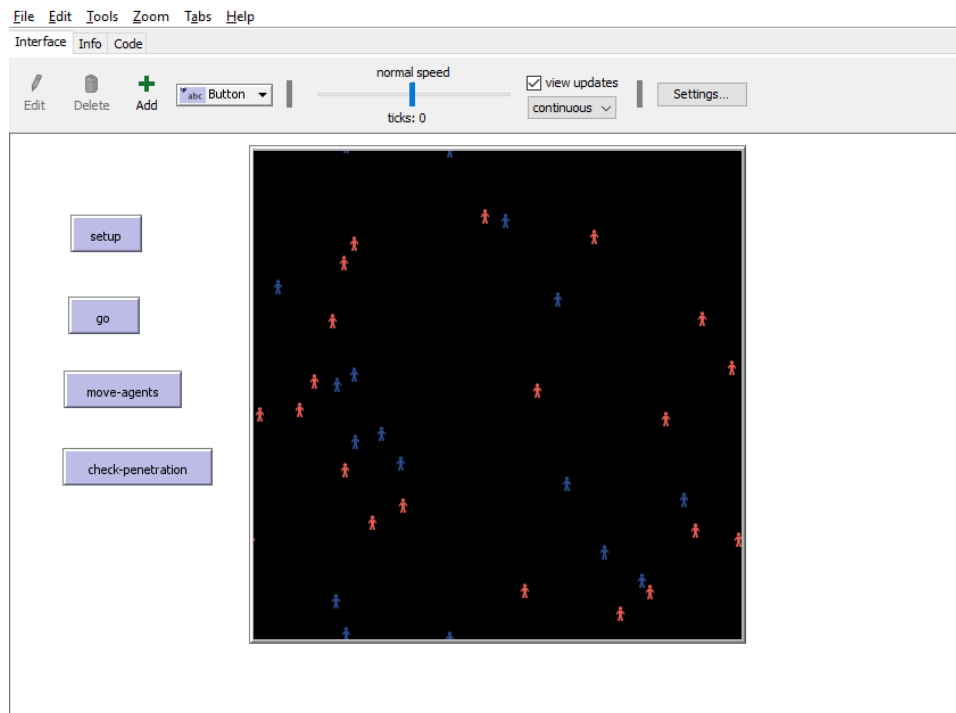 File Edit Tools Zoom Tabs Help
Interface Info Code
normal speed
Edit Delete Add abc Button view updates Settings...
ticks: 0 continuous
setup
go
move-agents
check-penetration